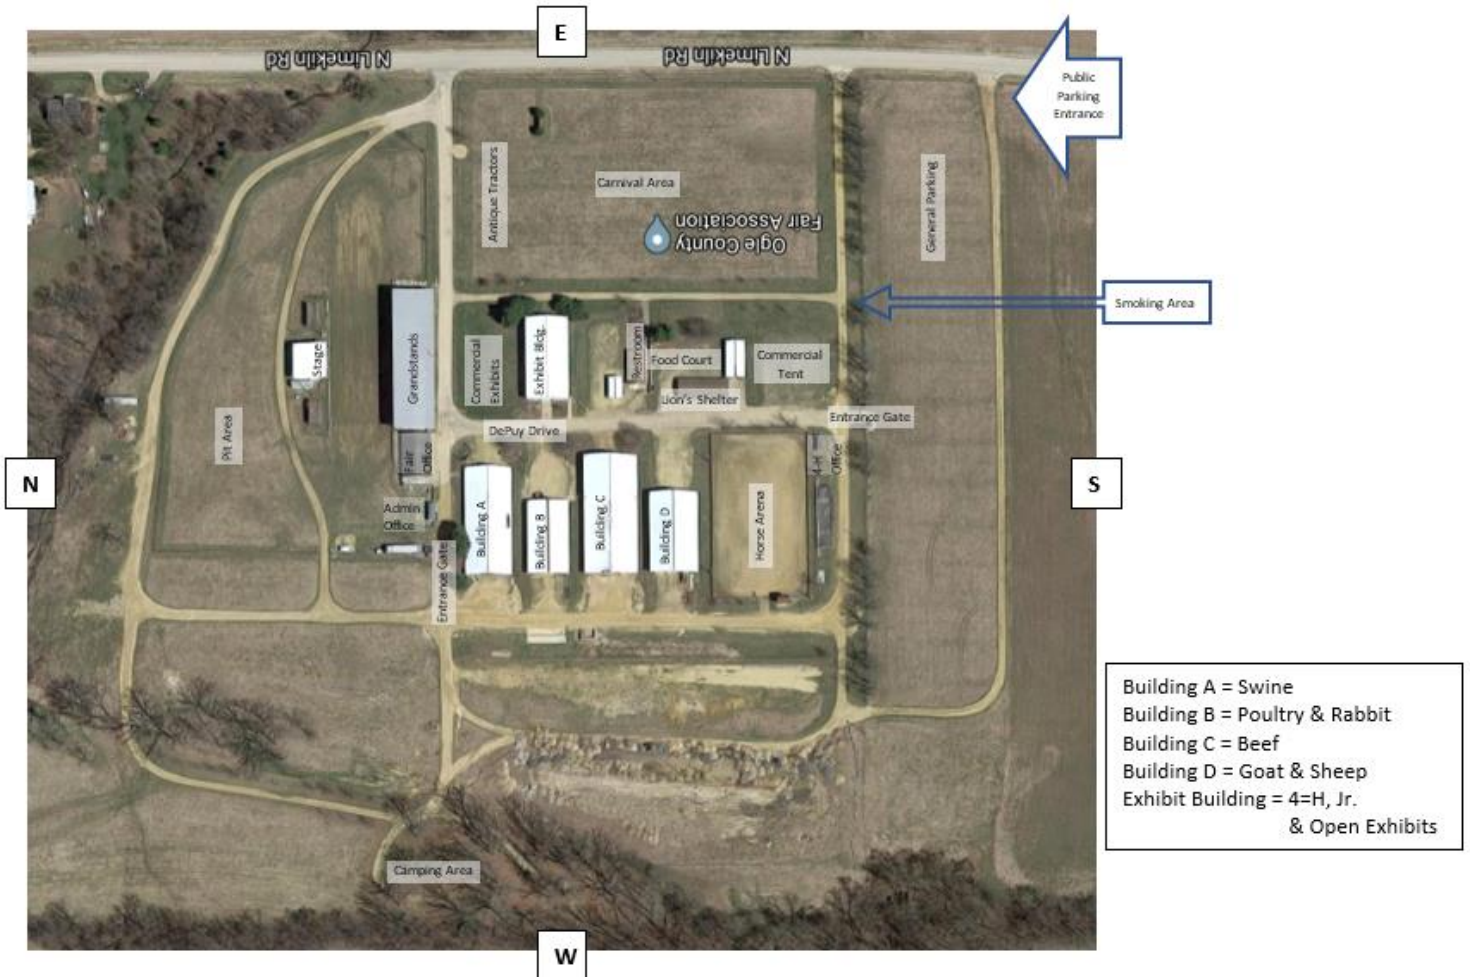 E
N Limekiln Rd
N Limekiln Rd
Public
Parking
Entrance
Antique Tractors
Carnival Area
General Parking
Ogle County
Fair Association
Smoking Area
Stage
Grandstands
Commercial
Exhibits
Exhibit Bldg.
Restroom
Food Court
Commercial
Tent
Lion's Shelter
Entrance Gate
DePuy Drive
Pit Area
Fair
Office
4-H
Office
N
S
Admin
Office
Building A
Building B
Building C
Building D
Horse Arena
Entrance Gate
Building A = Swine
Building B = Poultry & Rabbit
Building C = Beef
Building D = Goat & Sheep
Exhibit Building = 4=H, Jr.
& Open Exhibits
Camping Area
W